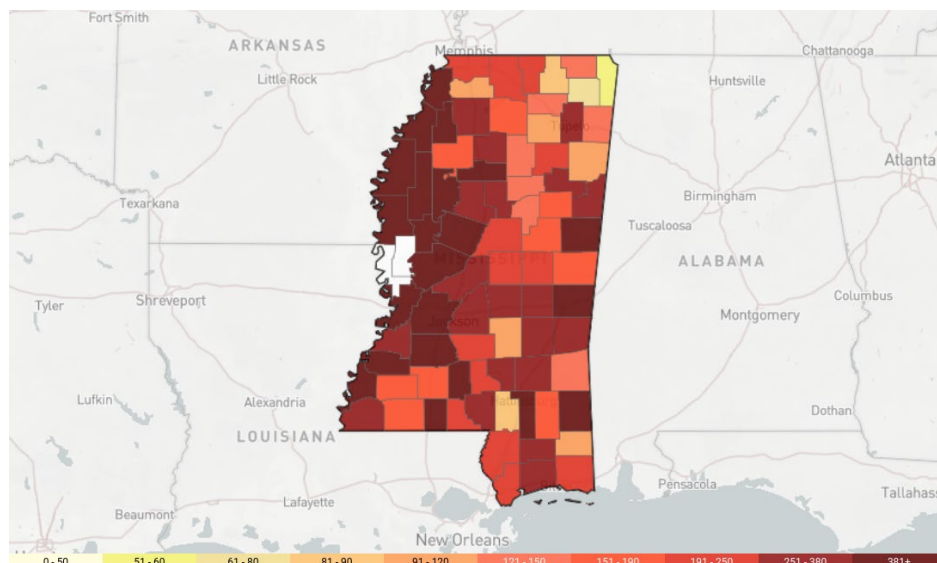 Fort Smith
Memphis
Chattanooga
ARKANSAS
Little Rock
Huntsville
Tupelo
Atlanta
Birmingham
Texarkana
Tuscaloosa
MISSISSIPPI
ALABAMA
Columbus
Tyler
Shreveport
Montgomery
Jackson
Lufkin
Alexandria
Dothan
LOUISIANA
Lafayette
Pensacola
Tallahass
Beaumont
New Orleans
0 - 50 51 - 60 61 - 80 81 - 90 91 - 120 121 - 150 151 - 190 191 - 250 251 - 380 381+